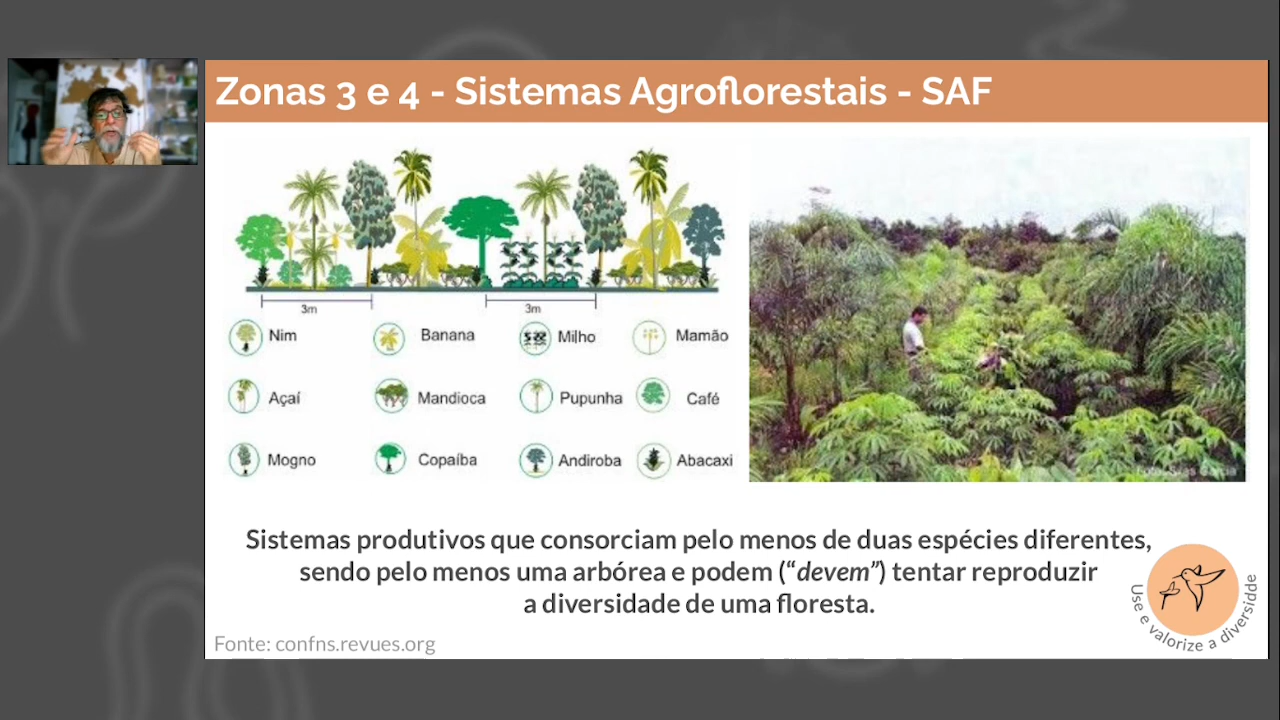 Zonas 3 e 4 - Sistemas Agroflorestais - SAF
3m 3m
Nim Banana Milho Mamão
Açaí Mandioca Pupunha Café
Mogno Copaíba Andiroba Abacaxi
Sistemas produtivos que consorciam pelo menos de duas espécies diferentes,
sendo pelo menos uma arbórea e podem (“devem”) tentar reproduzir
a diversidade de uma floresta.
Use e valorize a diversidde
Fonte: confns.revues.org